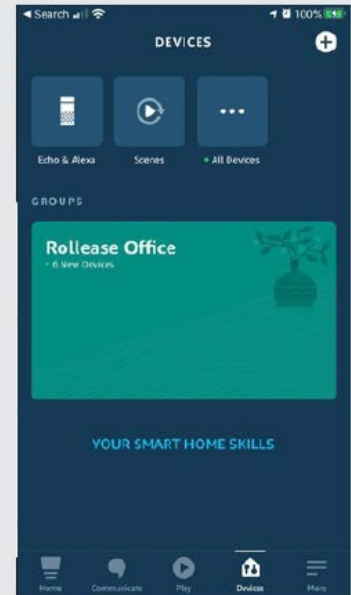 Search
100%
DEVICES
Echo & Alexa
Scenes
All Devices
GROUPS
Rollease Office
6 New Devices
YOUR SMART HOME SKILLS
Home
Communicate
Play
Devices
More